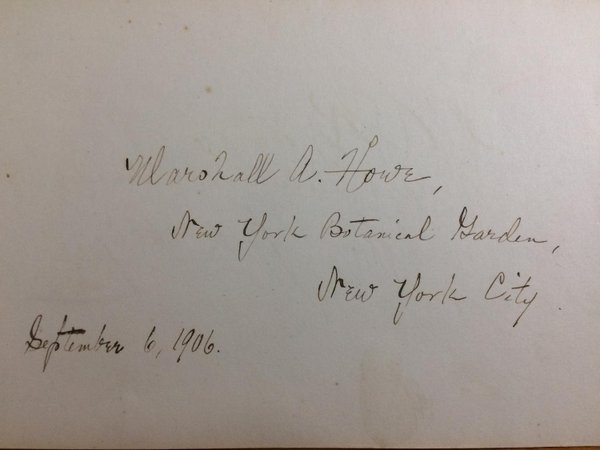 Marshall A. Howe,
New York Botanical Garden,
New York City.
September 6, 1906.